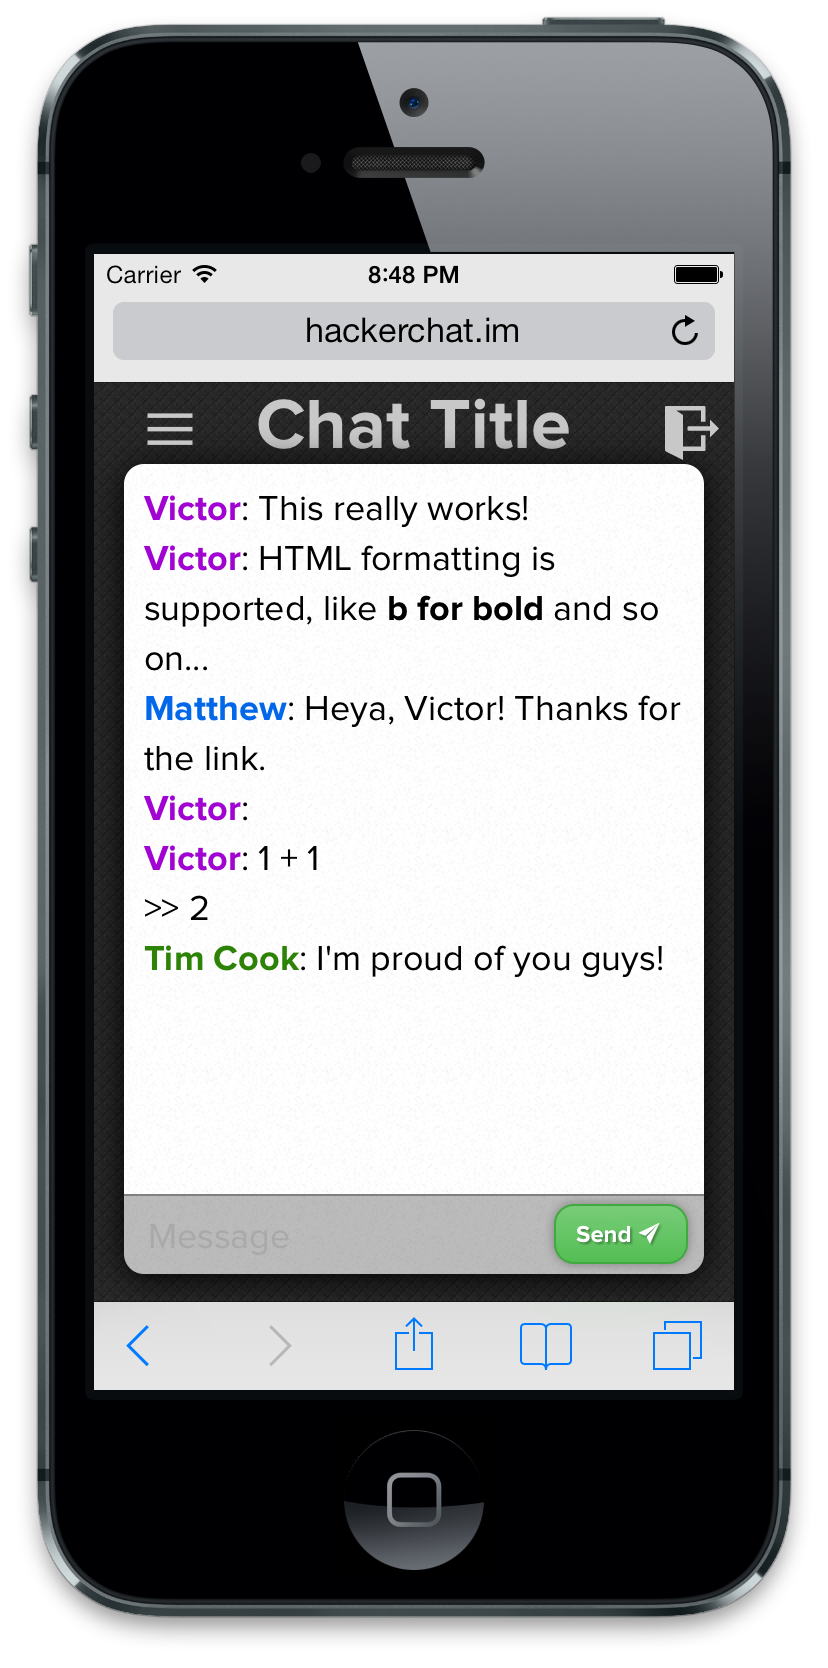 Carrier 8:48 PM
hackerchat.im
Chat Title
Victor: This really works!
Victor: HTML formatting is
supported, like b for bold and so
on...
Matthew: Heya, Victor! Thanks for
the link.
Victor:
Victor: 1 + 1
>> 2
Tim Cook: I'm proud of you guys!
Message
Send